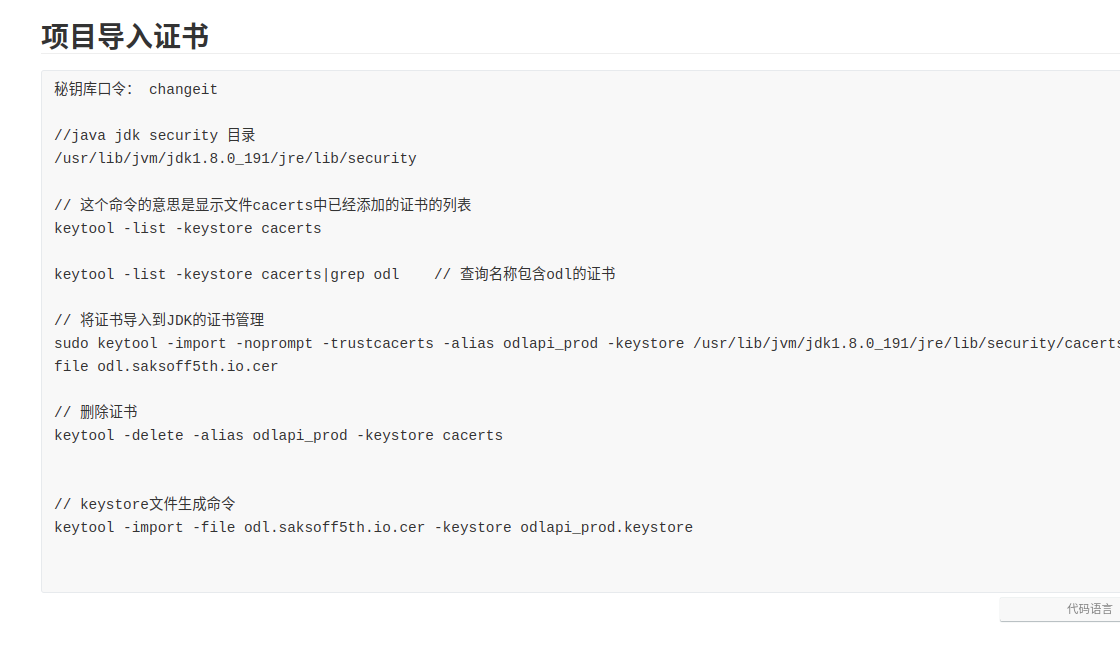 项目导入证书
秘钥库口令： changeit
//java jdk security 目录
/usr/lib/jvm/jdk1.8.0_191/jre/lib/security
// 这个命令的意思是显示文件cacerts中已经添加的证书的列表
keytool -list -keystore cacerts
keytool -list -keystore cacerts|grep odl    // 查询名称包含odl的证书
// 将证书导入到JDK的证书管理
sudo keytool -import -noprompt -trustcacerts -alias odlapi_prod -keystore /usr/lib/jvm/jdk1.8.0_191/jre/lib/security/cacerts
file odl.saksoff5th.io.cer
// 删除证书
keytool -delete -alias odlapi_prod -keystore cacerts
// keystore文件生成命令
keytool -import -file odl.saksoff5th.io.cer -keystore odlapi_prod.keystore
代码语言